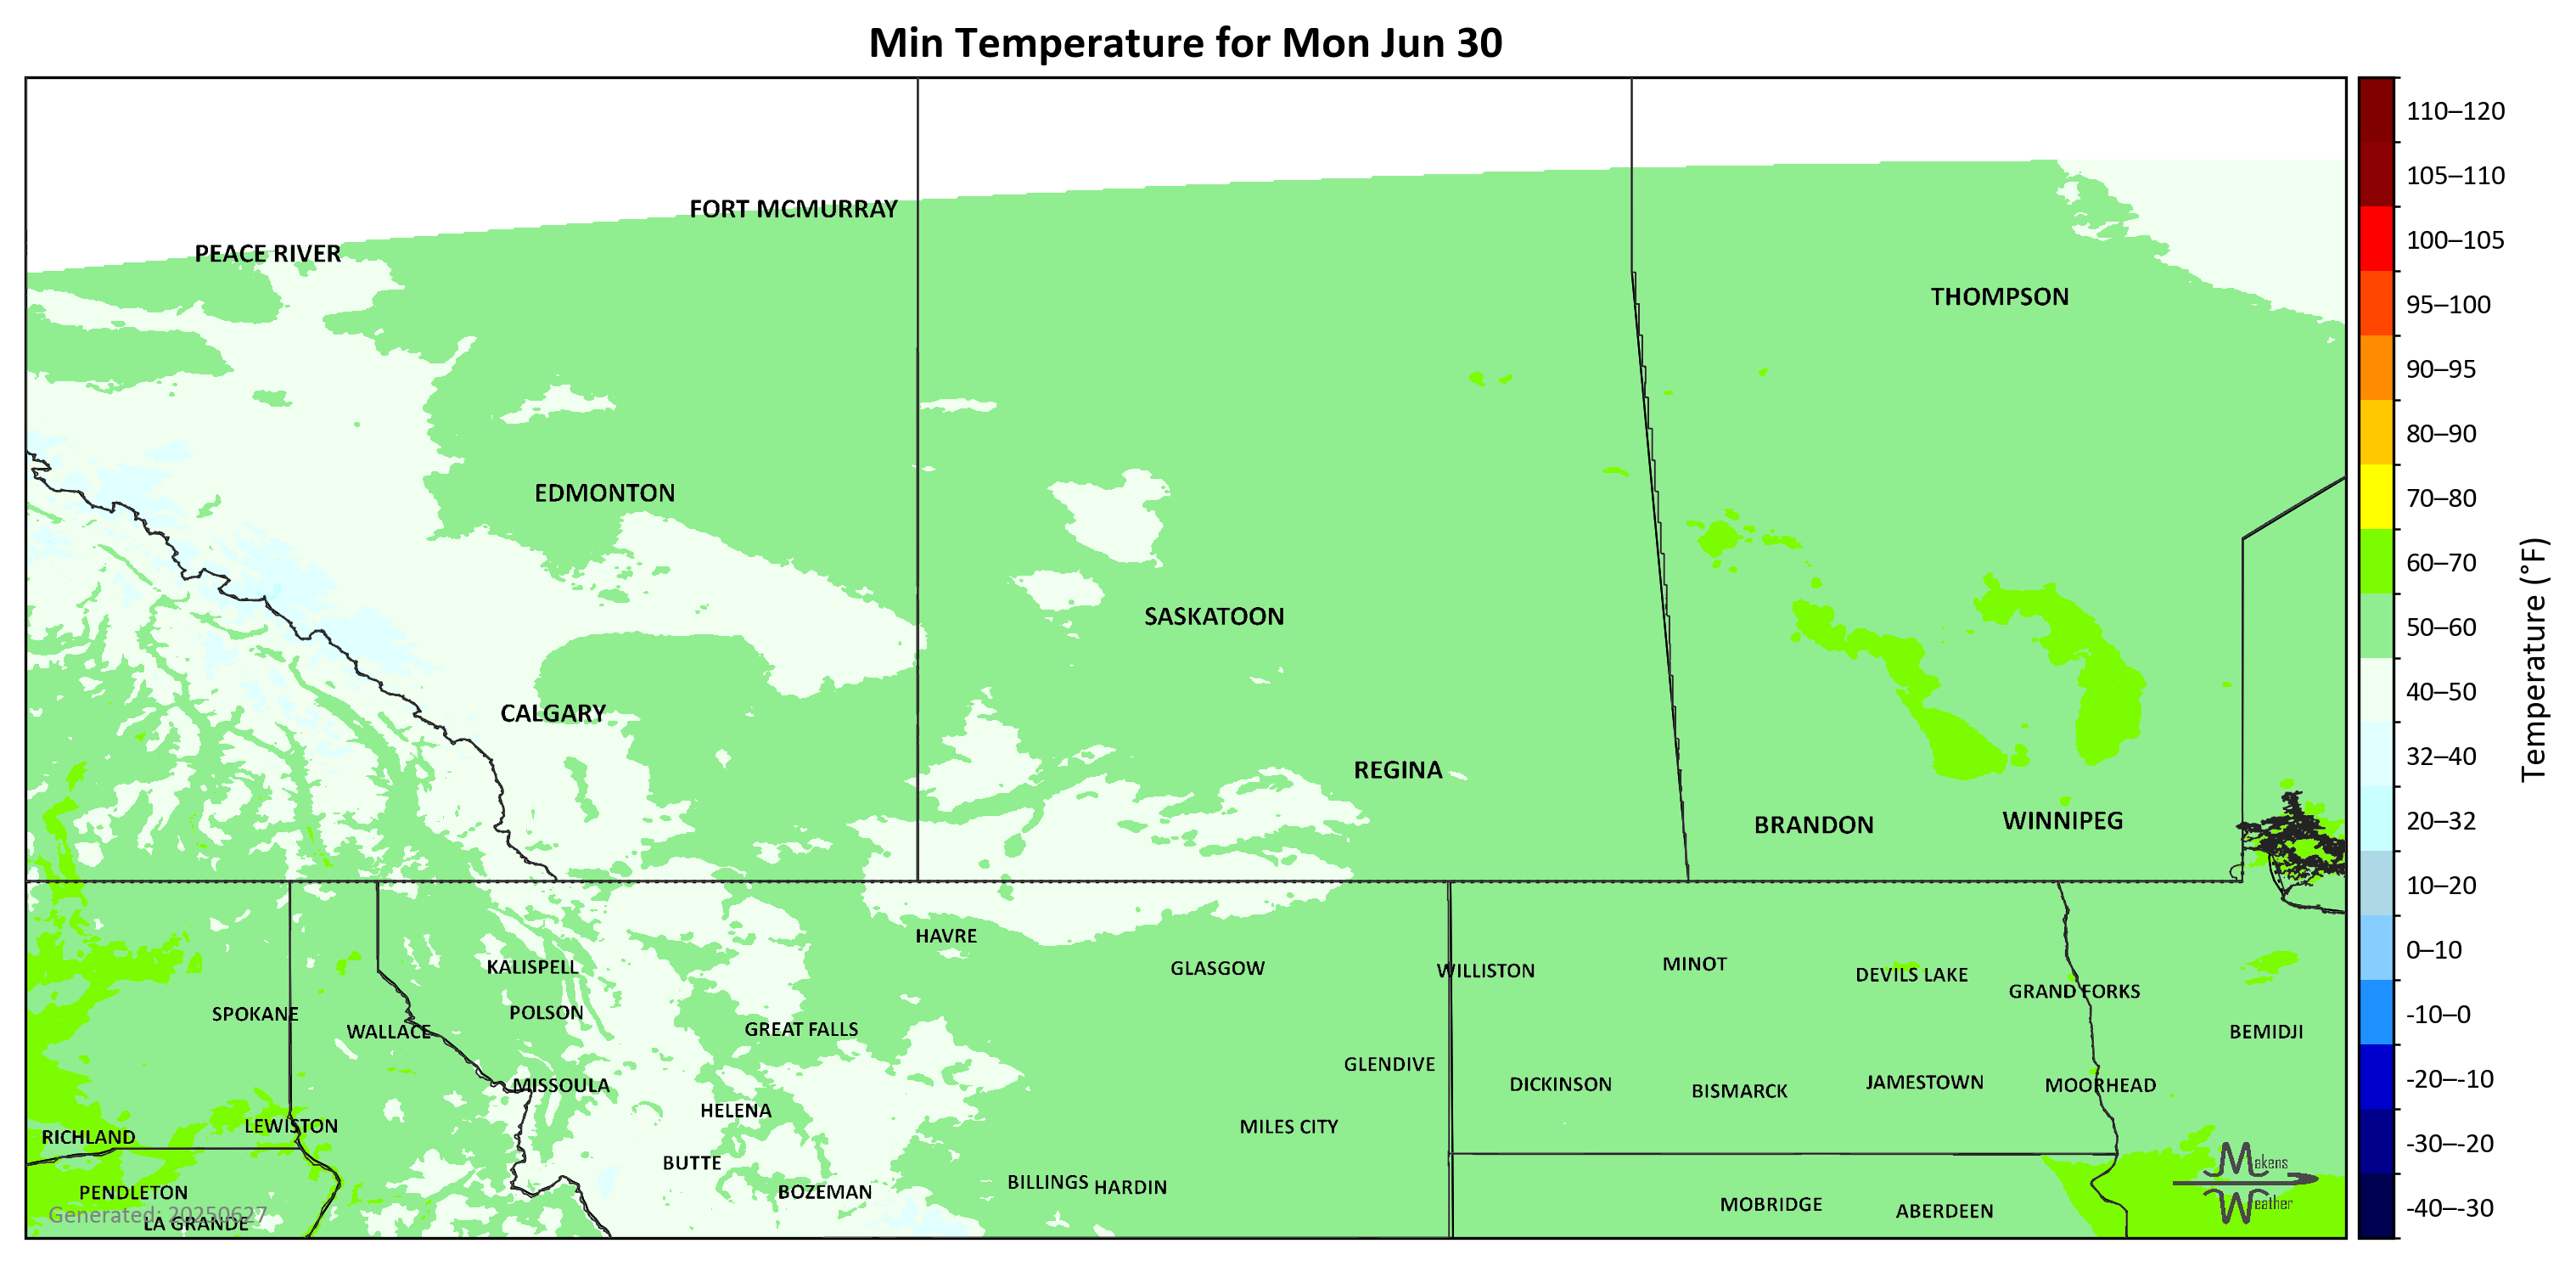 Min Temperature for Mon Jun 30
FORT MCMURRAY
PEACE RIVER
THOMPSON
EDMONTON
SASKATOON
CALGARY
REGINA
BRANDON
WINNIPEG
HAVRE
KALISPELL
GLASGOW
WILLISTON
MINOT
DEVILS LAKE
GRAND FORKS
SPOKANE
POLSON
WALLACE
GREAT FALLS
BEMIDJI
GLENDIVE
MISSOULA
DICKINSON
BISMARCK
JAMESTOWN
MOORHEAD
HELENA
LEWISTON
MILES CITY
RICHLAND
BUTTE
BILLINGS
HARDIN
PENDLETON
BOZEMAN
MOBRIDGE
ABERDEEN
Generated: 20250627
LA GRANDE
Makens
Weather
110–120
105–110
100–105
95–100
90–95
80–90
70–80
60–70
50–60
40–50
32–40
20–32
10–20
0–10
-10–0
-20–-10
-30–-20
-40–-30
Temperature (°F)